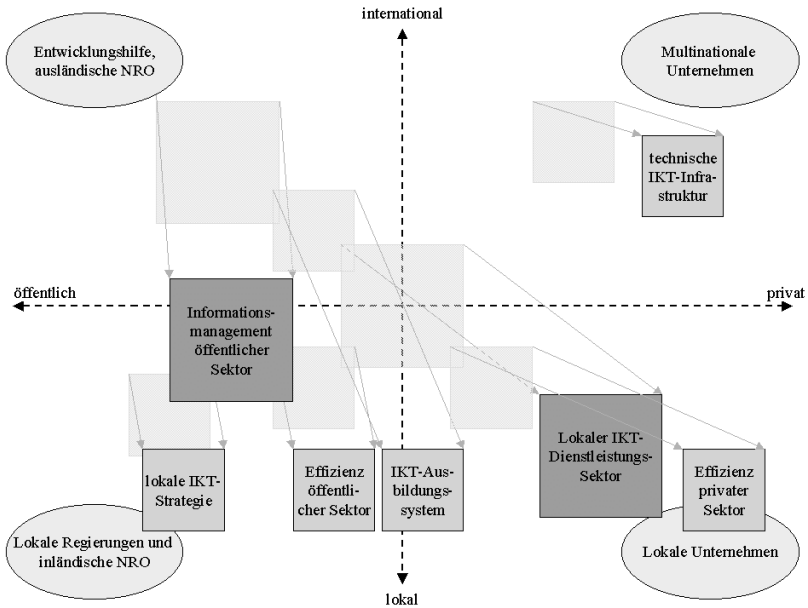 international
Entwicklungshilfe,
ausländische NRO
Multinationale
Unternehmen
technische
IKT-Infra-
struktur
öffentlich
privat
Informations-
management
öffentlicher
Sektor
lokale IKT-
Strategie
Effizienz
öffentli-
cher Sektor
IKT-Aus-
bildungs-
system
Lokaler IKT-
Dienstleistungs-
Sektor
Effizienz
privater
Sektor
Lokale Regierungen und
inländische NRO
Lokale Unternehmen
lokal